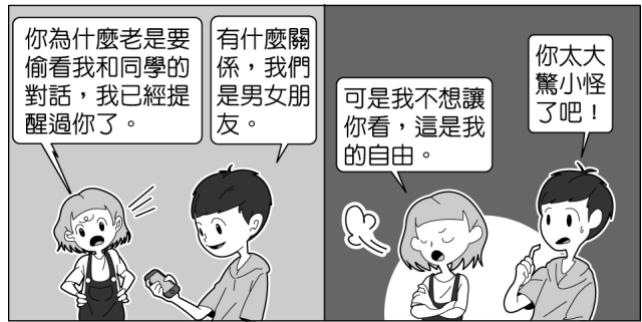 你為什麼老是要
偷看我和同學的
對話，我已經提
醒過你了。
有什麼關
係，我們
是男女朋
友。
可是我不想讓
你看，這是我
的自由。
你太大
驚小怪
了吧！